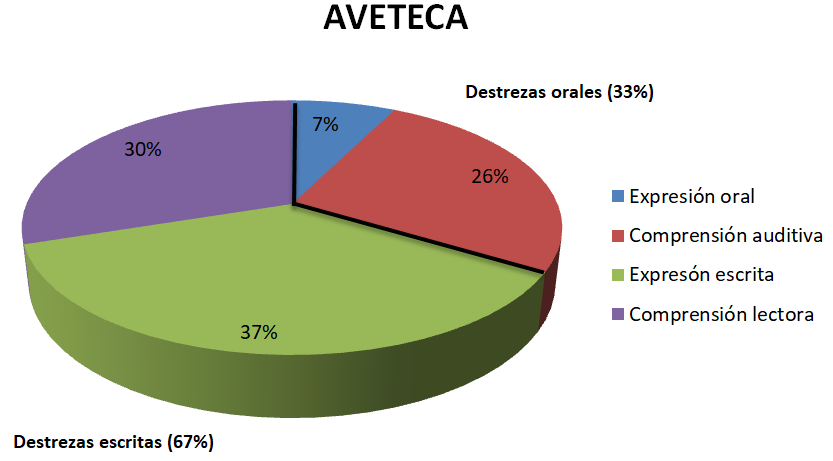 AVETECA
Destrezas orales (33%)
7%
30%
26%
Expresión oral
Comprensión auditiva
Expresón escrita
Comprensión lectora
37%
Destrezas escritas (67%)